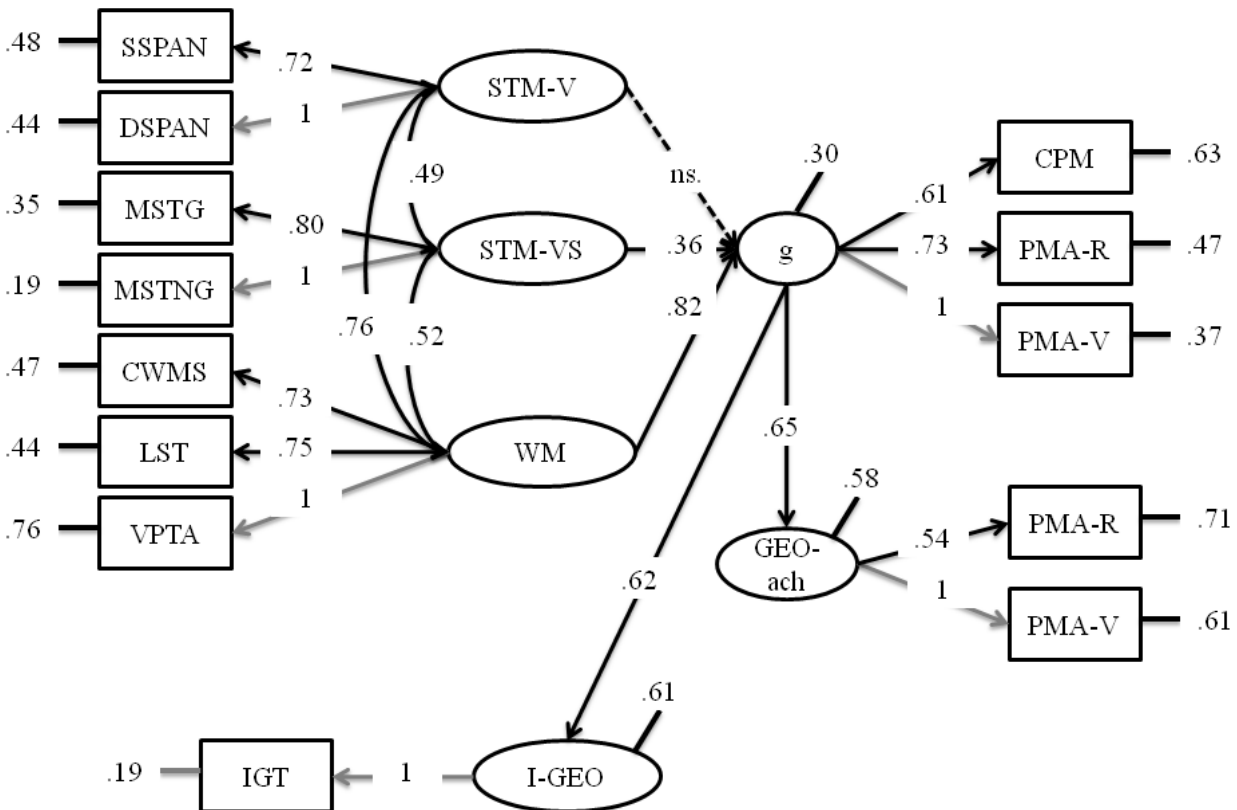 .48
SSPAN
.72
STM-V
.44
DSPAN
1
.35
MSTG
.80
.49
STM-VS
.19
MSTNG
1
.76
.52
.47
CWMS
.73
.44
LST
.75
WM
.76
VPTA
1
ns.
.36
.82
g
.30
.61
CPM
.63
.73
PMA-R
.47
1
PMA-V
.37
.65
.62
GEO-
ach
.58
.54
PMA-R
.71
1
PMA-V
.61
.19
IGT
1
I-GEO
.61